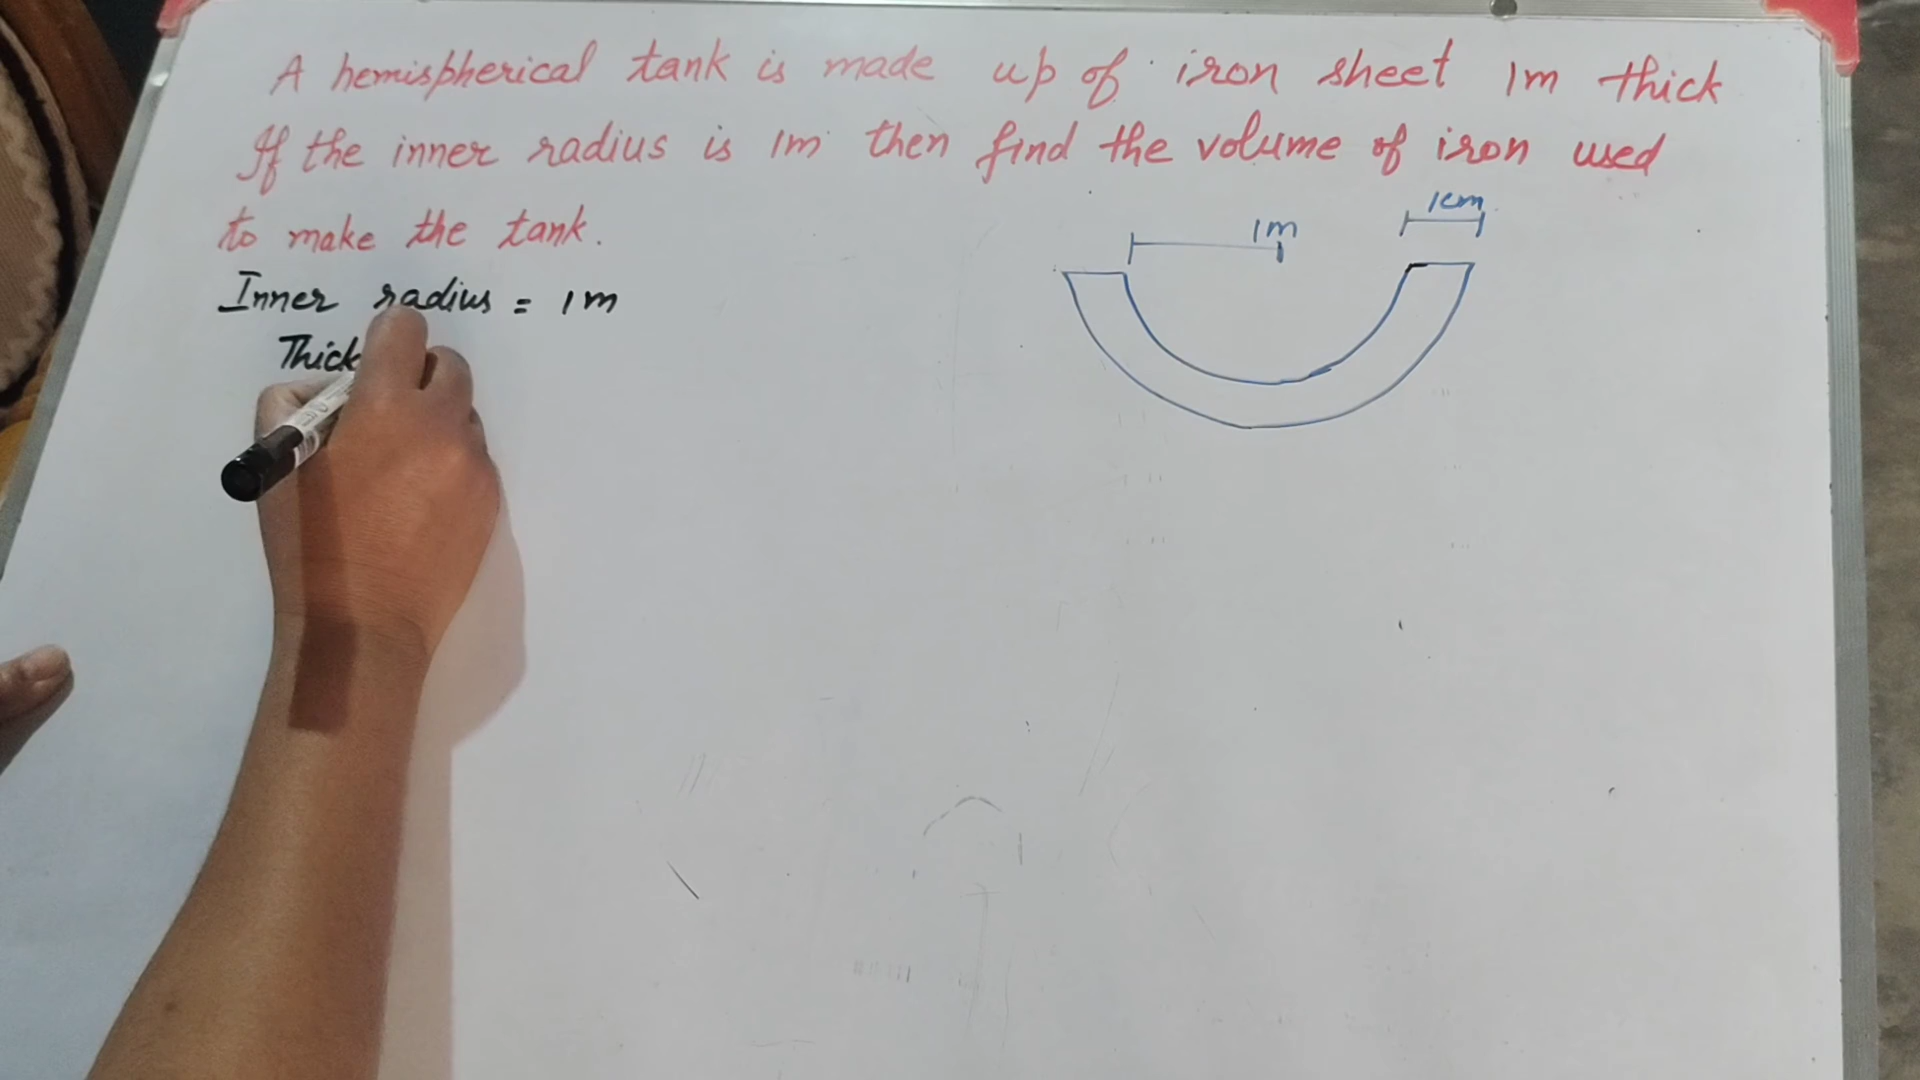 A hemispherical tank is made up of iron sheet 1m thick
If the inner radius is 1m then find the volume of iron used
to make the tank.
1cm
1m
Inner radius = 1m
Thick